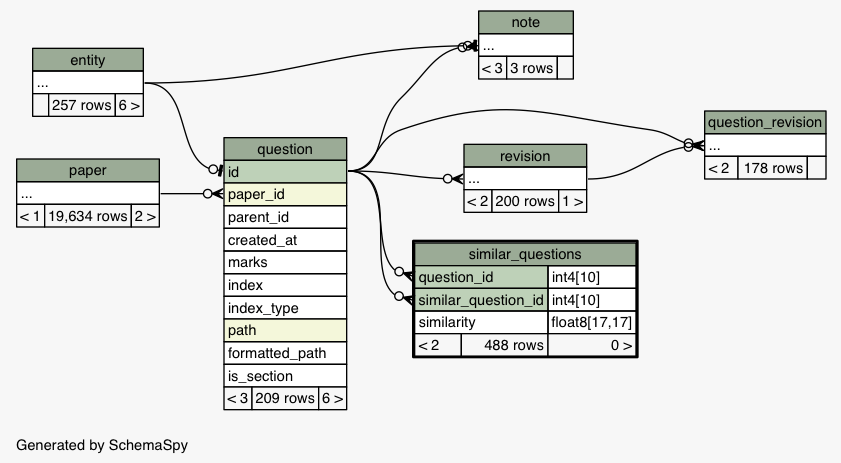 note
...
< 3 3 rows
entity
...
257 rows 6 >
question_revision
...
< 2 178 rows
question
id
paper_id
parent_id
created_at
marks
index
index_type
path
formatted_path
is_section
< 3 209 rows 6 >
revision
...
< 2 200 rows 1 >
paper
...
< 1 19,634 rows 2 >
similar_questions
question_id int4[10]
similar_question_id int4[10]
similarity float8[17,17]
< 2 488 rows 0 >
Generated by SchemaSpy